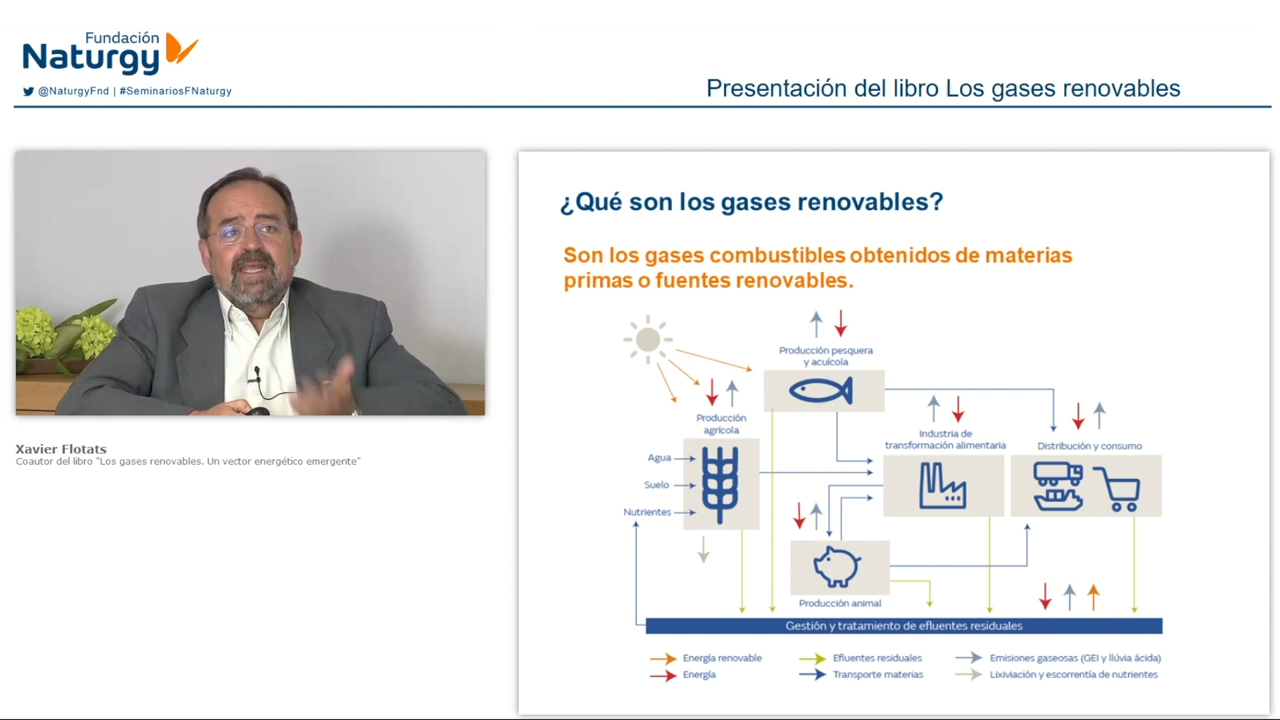 Fundación
Naturgy
@NaturgyFnd | #SeminariosFNaturgy
Presentación del libro Los gases renovables
Xavier Flotats
Coautor del libro "Los gases renovables. Un vector energético emergente"
¿Qué son los gases renovables?
Son los gases combustibles obtenidos de materias
primas o fuentes renovables.
Producción pesquera
y acuícola
Producción
agrícola
Industria de
transformación alimentaria
Distribución y consumo
Agua
Suelo
Nutrientes
Producción animal
Gestión y tratamiento de efluentes residuales
Energía renovable
Efluentes residuales
Emisiones gaseosas (GEI y llúvia ácida)
Energía
Transporte materias
Lixiviación y escorrentía de nutrientes